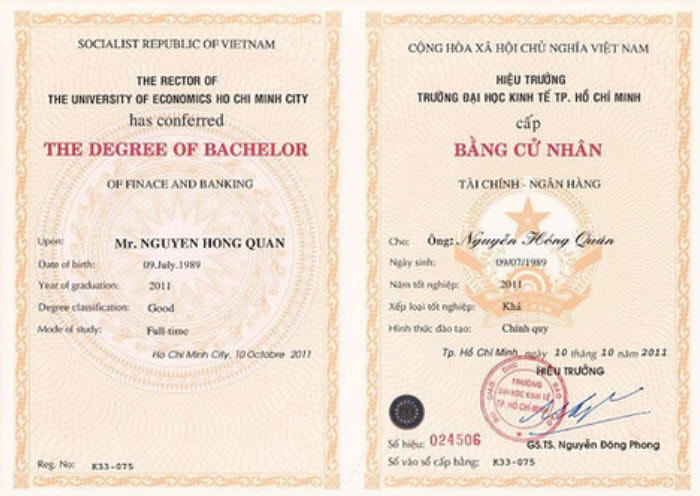 SOCIALIST REPUBLIC OF VIETNAM
THE RECTOR OF
THE UNIVERSITY OF ECONOMICS HO CHI MINH CITY
has conferred
THE DEGREE OF BACHELOR
OF FINACE AND BANKING
Upon: Mr. NGUYEN HONG QUAN
Date of birth: 09.July.1989
Year of graduation: 2011
Degree classification: Good
Mode of study: Full-time
Ho Chi Minh City, 10 Octobre 2011
Reg. No: K33-075
CỘNG HÒA XÃ HỘI CHỦ NGHĨA VIỆT NAM
HIỆU TRƯỞNG
TRƯỜNG ĐẠI HỌC KINH TẾ TP. HỒ CHÍ MINH
cấp
BẰNG CỬ NHÂN
TÀI CHÍNH - NGÂN HÀNG
Cho: Ông: Nguyễn Hồng Quân
Ngày sinh: 09/07/1989
Năm tốt nghiệp: 2011
Xếp loại tốt nghiệp: Khá
Hình thức đào tạo: Chính quy
Tp. Hồ Chí Minh, ngày 10 tháng 10 năm 2011
HIỆU TRƯỞNG
TRƯỜNG
ĐẠI HỌC KINH TẾ
TP. HỒ CHÍ MINH
Số hiệu: 024506
GS.TS. Nguyễn Đông Phong
Số vào sổ cấp bằng: K33-075